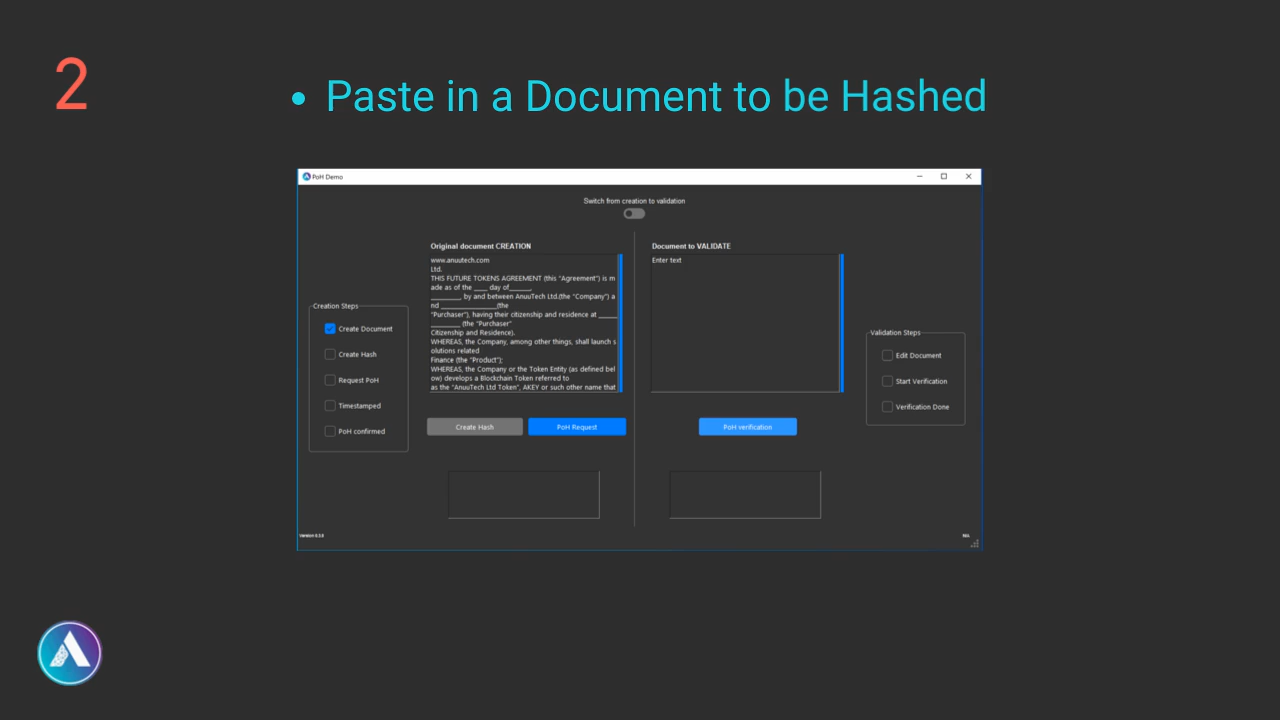 2
• Paste in a Document to be Hashed
PoH Demo
Switch from creation to validation
Original document CREATION
www.anuutech.com
Ltd.
THIS FUTURE TOKENS AGREEMENT (this "Agreement") is m
ade as of the ____ day of______,
_________, by and between AnuuTech Ltd.(the "Company") a
nd _________________(the
"Purchaser"), having their citizenship and residence at ______
_________ (the "Purchaser"
Citizenship and Residence).
WHEREAS, the Company, among other things, shall launch s
olutions related
Finance (the "Product");
WHEREAS, the Company or the Token Entity (as defined bel
ow) develops a Blockchain Token referred to
as the "AnuuTech Ltd Token", AKEY or such other name that
Document to VALIDATE
Enter text
Creation Steps
Create Document
Create Hash
Request PoH
Timestamped
PoH confirmed
Validation Steps
Edit Document
Start Verification
Verification Done
Create Hash
PoH Request
PoH verification